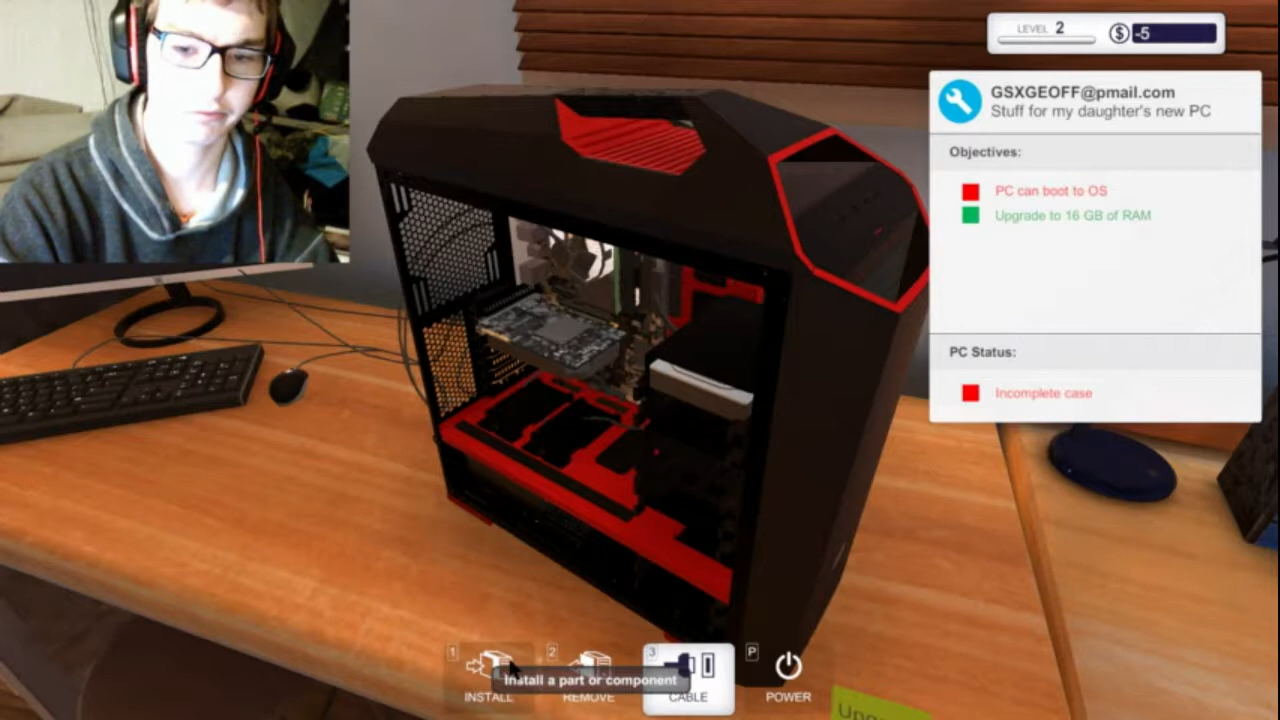 LEVEL 2
$ -5
GSXGEOFF@pmail.com
Stuff for my daughter's new PC
Objectives:
PC can boot to OS
Upgrade to 16 GB of RAM
PC Status:
Incomplete case
1 2 3 P
Install a part or component
INSTALL REMOVE CABLE POWER